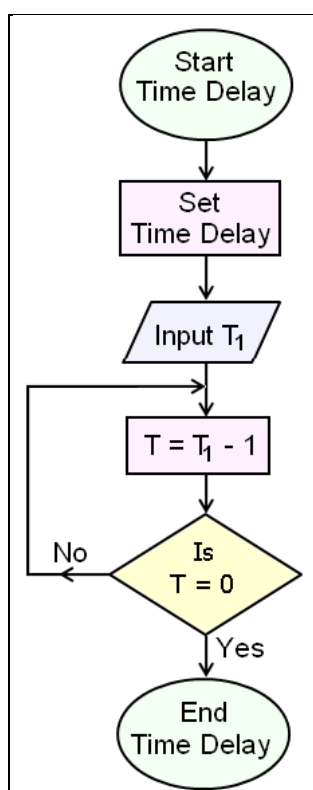 Start
Time Delay
Set
Time Delay
Input T₁
T = T₁ - 1
Is
T = 0
No
Yes
End
Time Delay